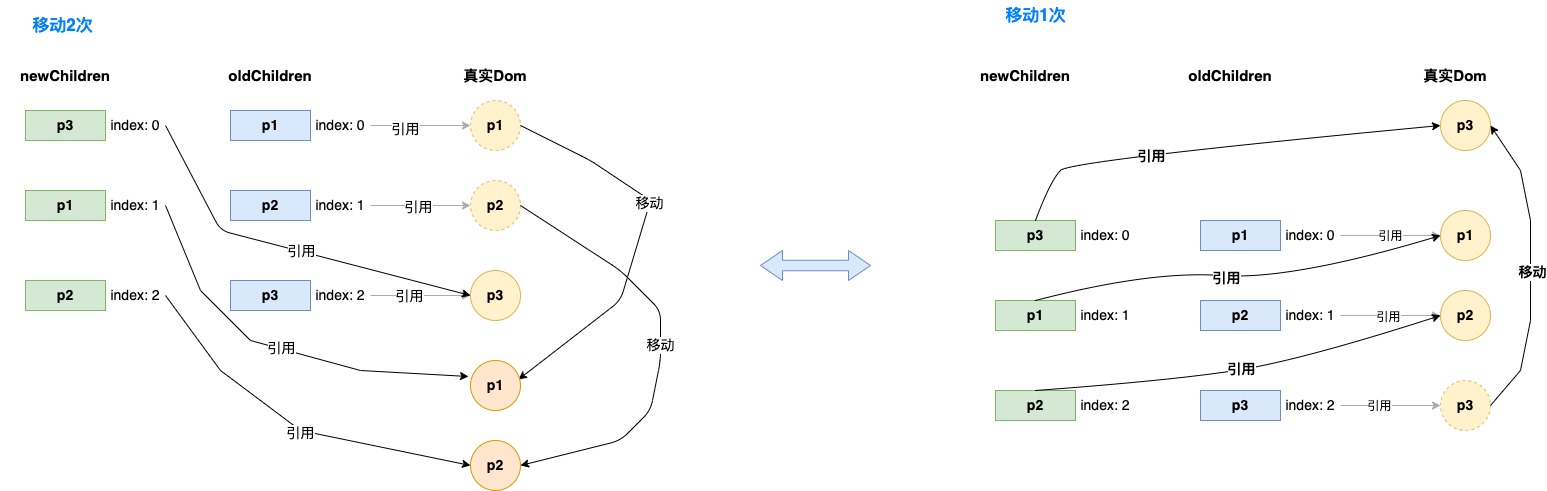 移动2次
newChildren
oldChildren
真实Dom
p3
index: 0
p1
index: 0
引用
p1
p1
index: 1
p2
index: 1
引用
p2
移动
引用
p2
index: 2
p3
index: 2
引用
p3
引用
移动
p1
引用
p2
移动1次
newChildren
oldChildren
真实Dom
p3
引用
p3
index: 0
p1
index: 0
引用
p1
引用
移动
p1
index: 1
p2
index: 1
引用
p2
引用
p2
index: 2
p3
index: 2
引用
p3